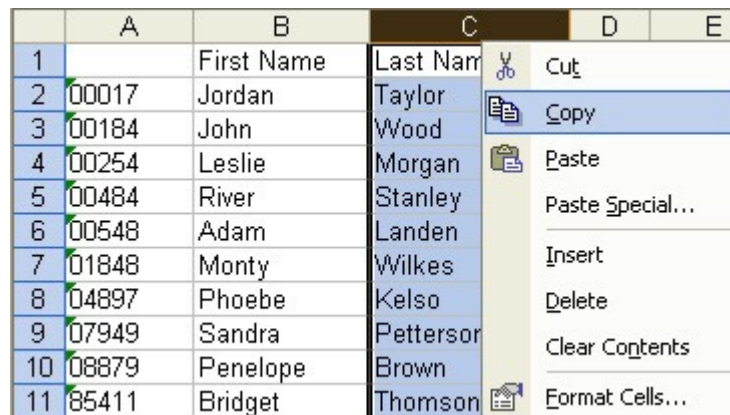 A B C D E
1 First Name Last Nam
2 00017 Jordan Taylor
3 00184 John Wood
4 00254 Leslie Morgan
5 00484 River Stanley
6 00548 Adam Landen
7 01848 Monty Wilkes
8 04897 Phoebe Kelso
9 07949 Sandra Petterson
10 08879 Penelope Brown
11 85411 Bridget Thomson
Cut
Copy
Paste
Paste Special...
Insert
Delete
Clear Contents
Format Cells...